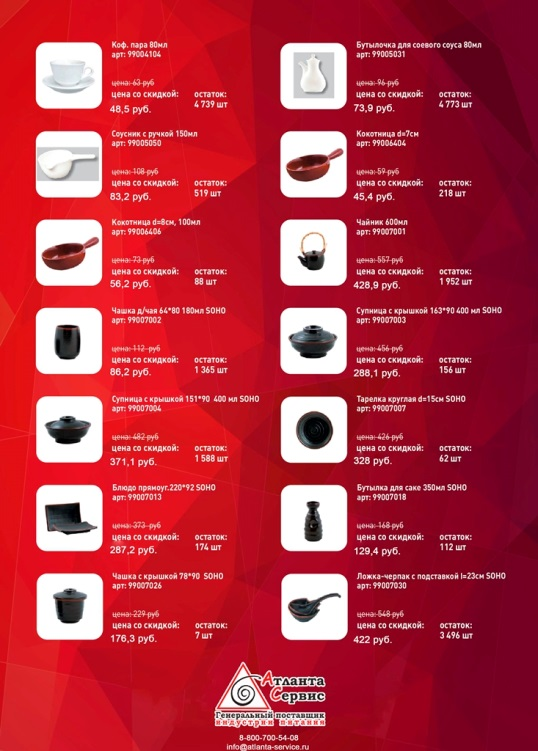 Коф. пара 80мл
арт: 99004104
цена: 63 руб
цена со скидкой: остаток:
48,5 руб. 4 739 шт
Бутылочка для соевого соуса 80мл
арт: 99005031
цена: 96 руб
цена со скидкой: остаток:
73,9 руб. 4 773 шт
Соусник с ручкой 150мл
арт: 99005050
цена: 108 руб
цена со скидкой: остаток:
83,2 руб. 519 шт
Кокотница d=7см
арт: 99006404
цена: 59 руб
цена со скидкой: остаток:
45,4 руб. 218 шт
Кокотница d=8см, 100мл
арт: 99006406
цена: 73 руб
цена со скидкой: остаток:
56,2 руб. 88 шт
Чайник 600мл
арт: 99007001
цена: 557 руб
цена со скидкой: остаток:
428,9 руб. 1 952 шт
Чашка д/чая 64*80 180мл SOHO
арт: 99007002
цена: 112 руб
цена со скидкой: остаток:
86,2 руб. 1 365 шт
Супница с крышкой 163*90 400 мл SOHO
арт: 99007003
цена: 456 руб
цена со скидкой: остаток:
288,1 руб. 156 шт
Супница с крышкой 151*90 400 мл SOHO
арт: 99007004
цена: 482 руб
цена со скидкой: остаток:
371,1 руб. 1 588 шт
Тарелка круглая d=15см SOHO
арт: 99007007
цена: 426 руб
цена со скидкой: остаток:
328 руб. 62 шт
Блюдо прямоуг.220*92 SOHO
арт: 99007013
цена: 373 руб
цена со скидкой: остаток:
287,2 руб. 174 шт
Бутылка для саке 350мл SOHO
арт: 99007018
цена: 168 руб
цена со скидкой: остаток:
129,4 руб. 112 шт
Чашка с крышкой 78*90 SOHO
арт: 99007026
цена: 229 руб
цена со скидкой: остаток:
176,3 руб. 7 шт
Ложка-черпак с подставкой l=23см SOHO
арт: 99007030
цена: 548 руб
цена со скидкой: остаток:
422 руб. 3 496 шт
Атланта
Сервис
Генеральный поставщик
индустрии питания
8-800-700-54-08
info@atlanta-service.ru